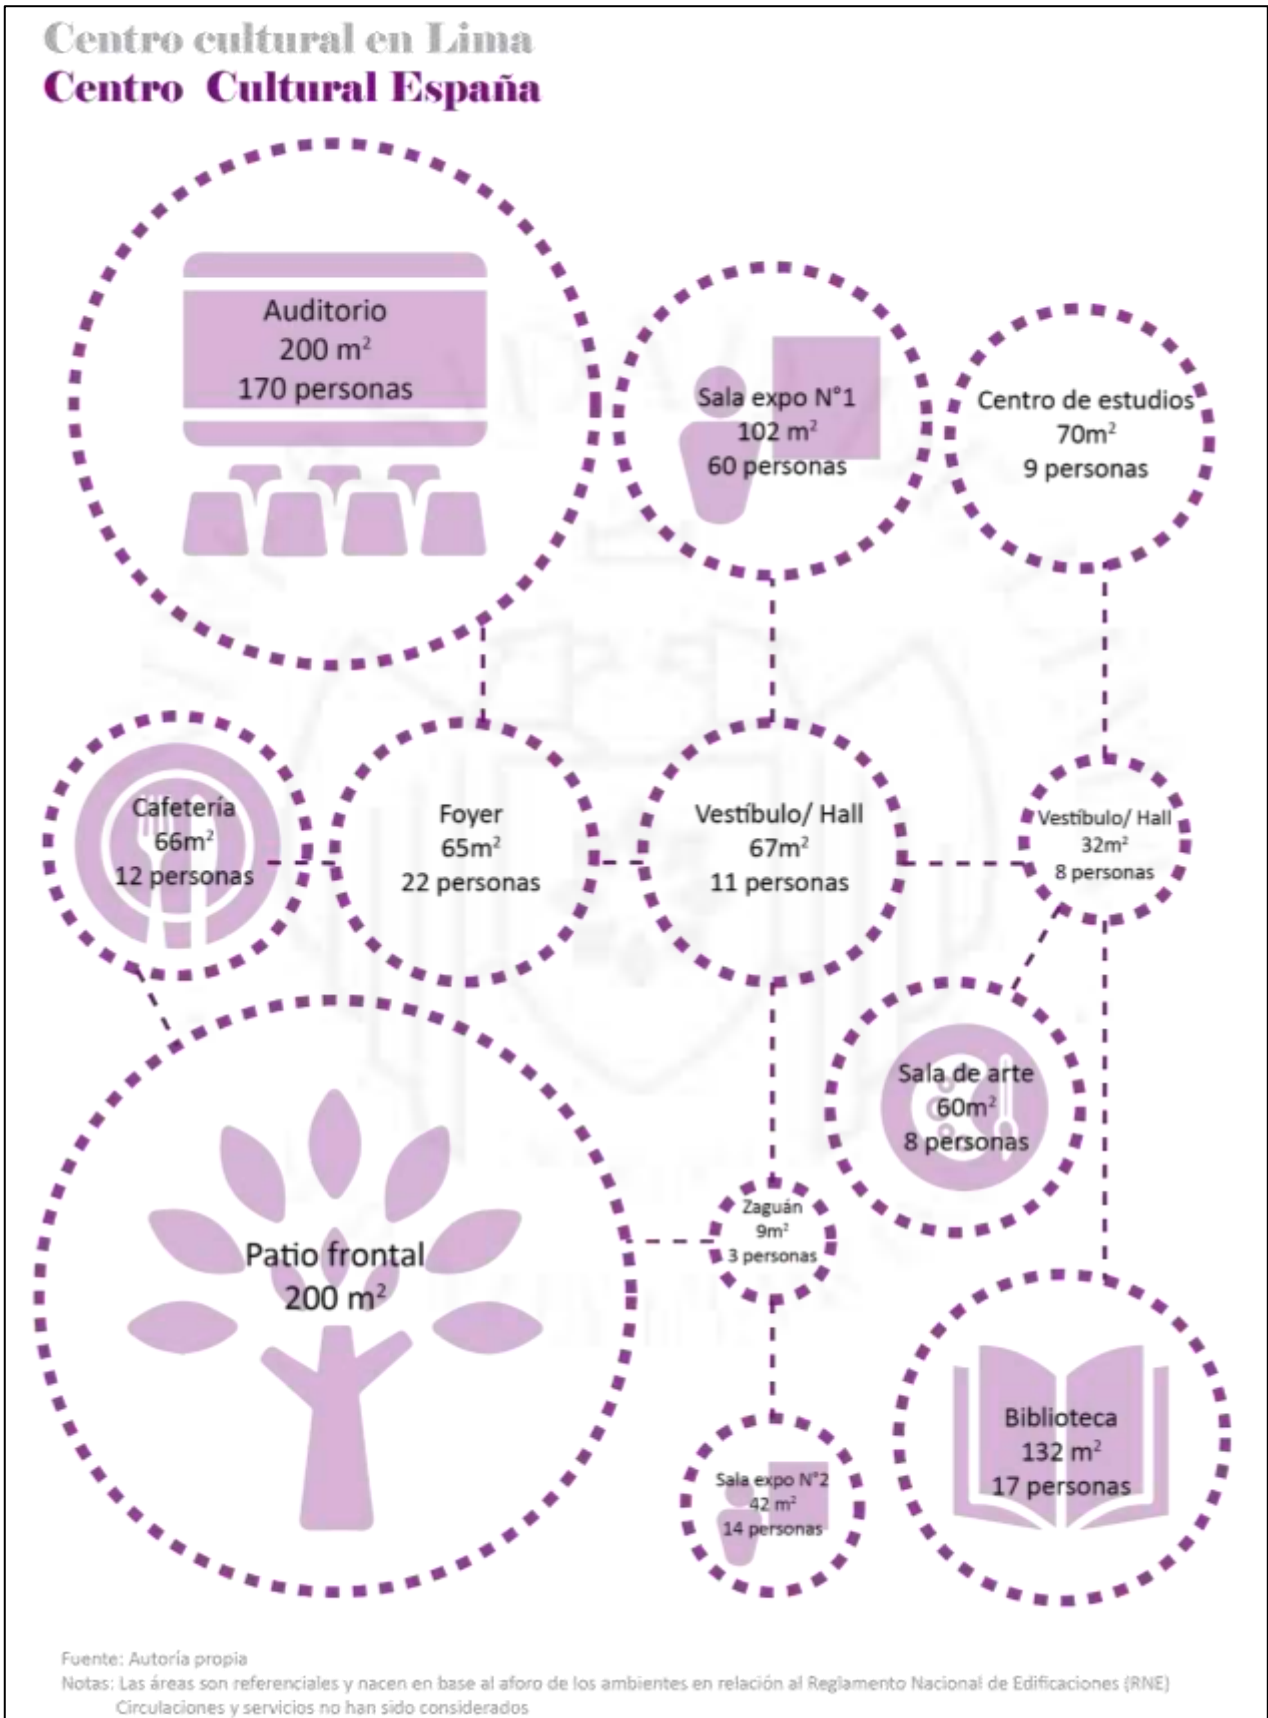 Centro cultural en Lima
Centro Cultural España
Auditorio
200 m²
170 personas
Sala expo N°1
102 m²
60 personas
Centro de estudios
70m²
9 personas
Cafetería
66m²
12 personas
Foyer
65m²
22 personas
Vestíbulo/ Hall
67m²
11 personas
Vestíbulo/ Hall
32m²
8 personas
Sala de arte
60m²
8 personas
Zaguán
9m²
3 personas
Patio frontal
200 m²
Biblioteca
132 m²
17 personas
Sala expo N°2
42 m²
14 personas
Fuente: Autoría propia
Notas: Las áreas son referenciales y nacen en base al aforo de los ambientes en relación al Reglamento Nacional de Edificaciones (RNE)
Circulaciones y servicios no han sido considerados